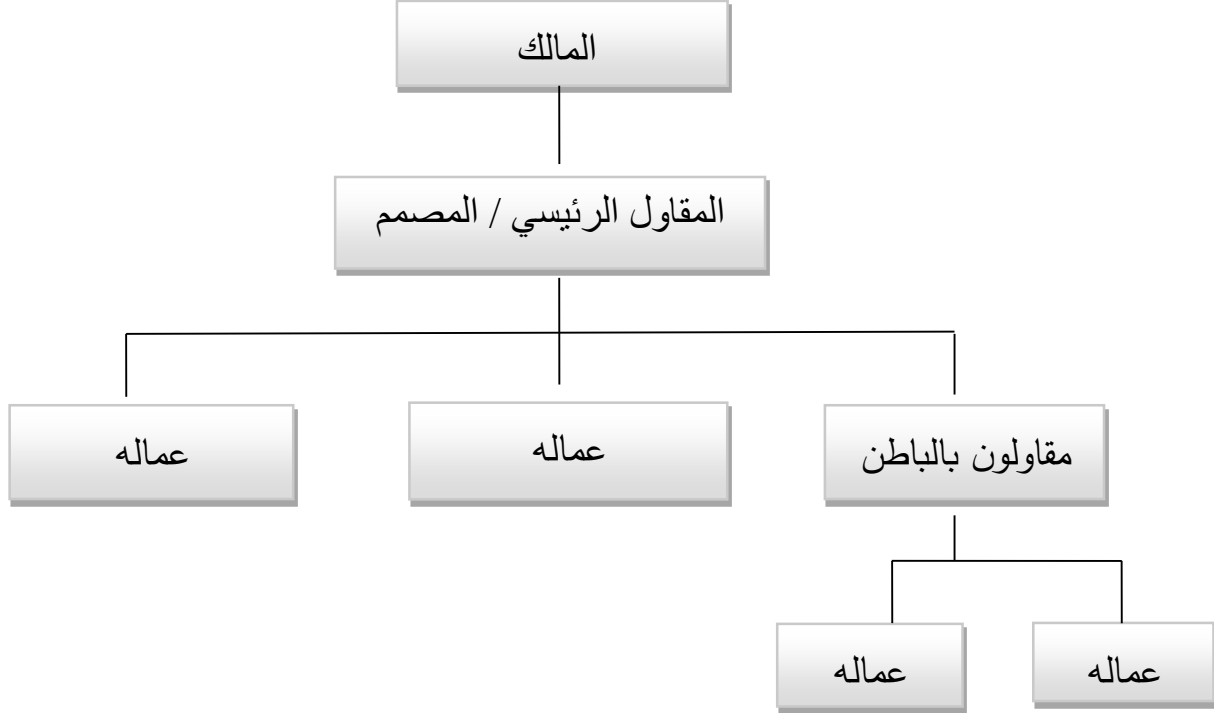 المالك
المقاول الرئيسي / المصمم
مقاولون بالباطن
عماله
عماله
عماله
عماله